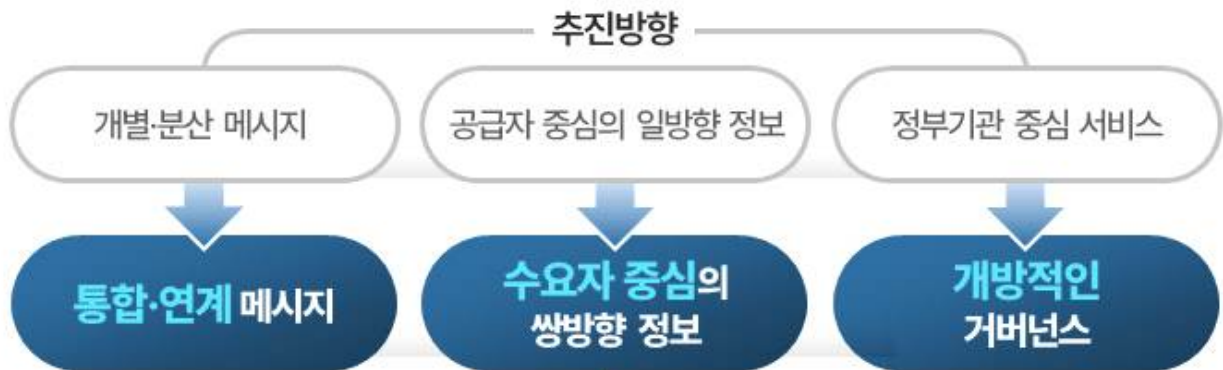 추진방향
개별·분산 메시지
공급자 중심의 일방향 정보
정부기관 중심 서비스
통합·연계 메시지
수요자 중심의
쌍방향 정보
개방적인
거버넌스